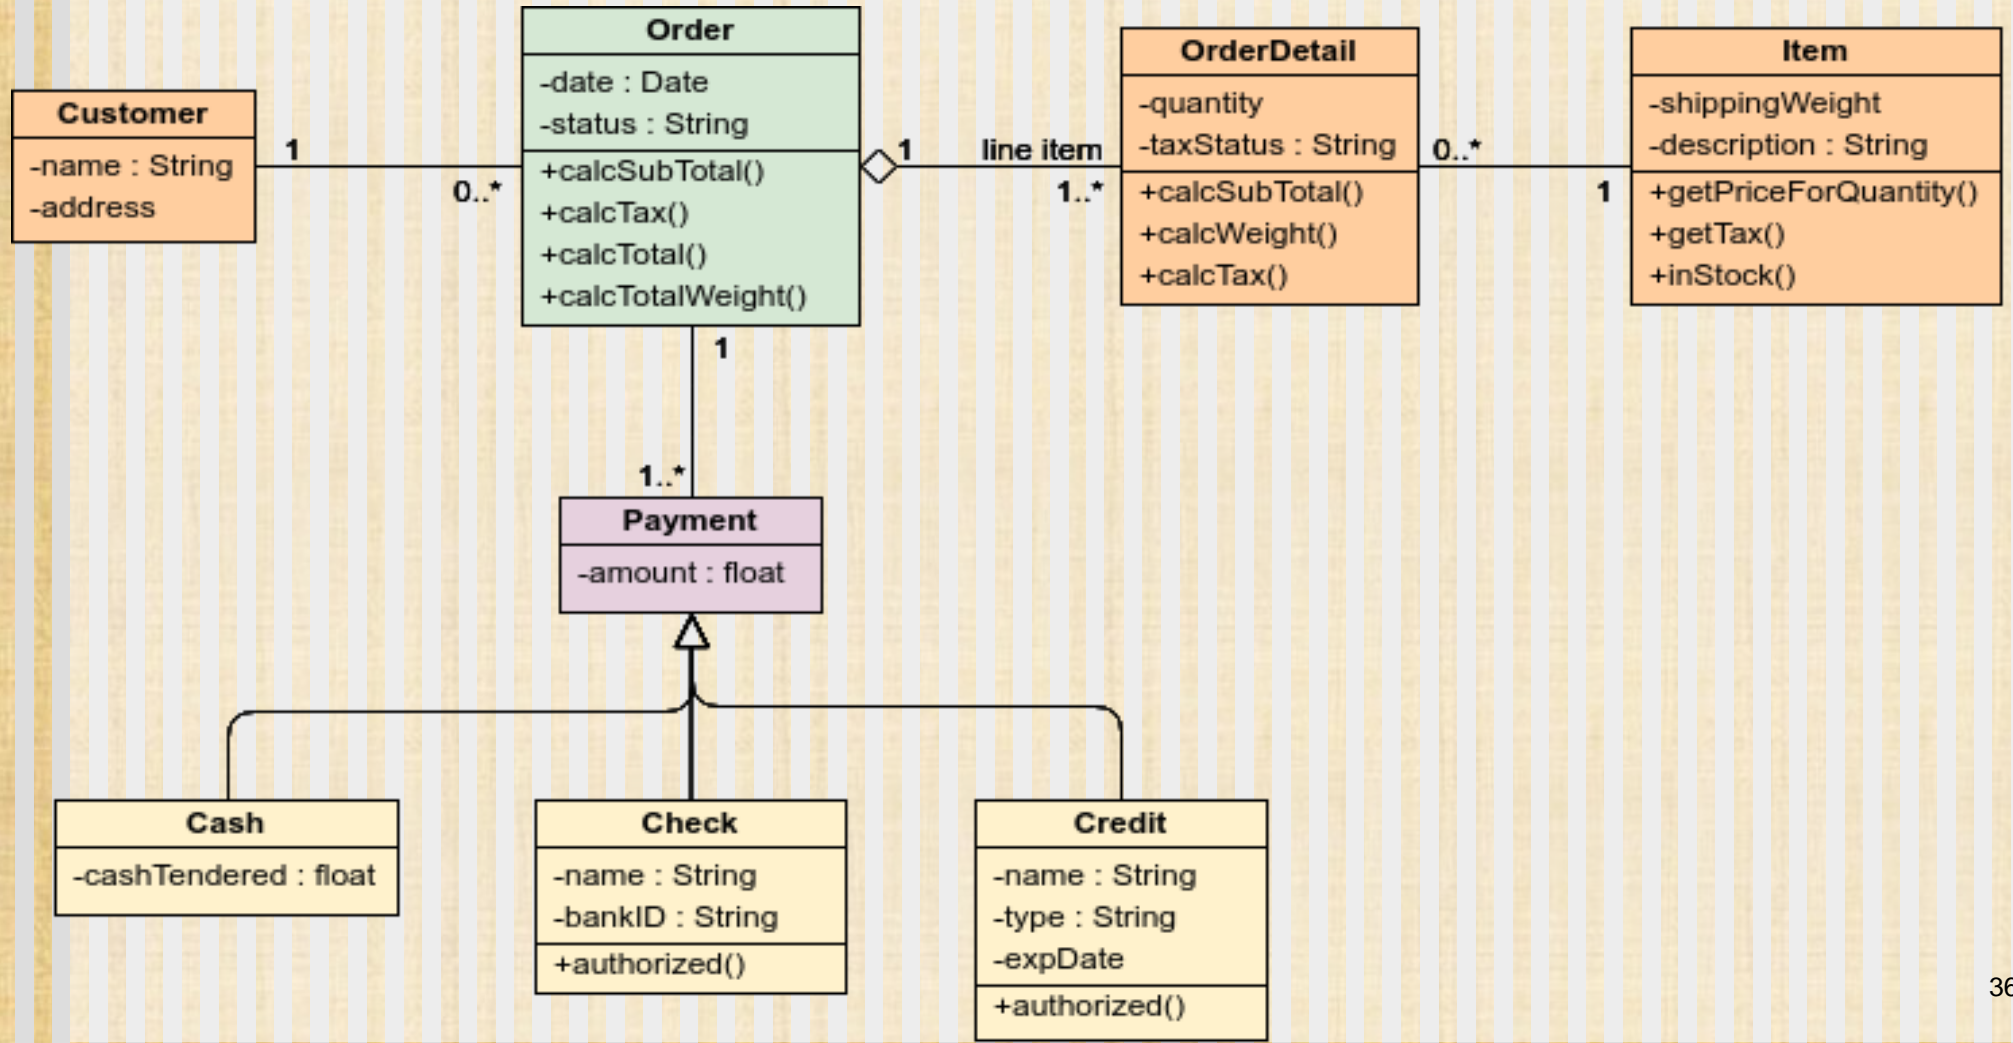 Customer
-name : String
-address
1
0..*
Order
-date : Date
-status : String
+calcSubTotal()
+calcTax()
+calcTotal()
+calcTotalWeight()
1
line item
1..*
OrderDetail
-quantity
-taxStatus : String
+calcSubTotal()
+calcWeight()
+calcTax()
0..*
1
Item
-shippingWeight
-description : String
+getPriceForQuantity()
+getTax()
+inStock()
1
1..*
Payment
-amount : float
Cash
-cashTendered : float
Check
-name : String
-bankID : String
+authorized()
Credit
-name : String
-type : String
-expDate
+authorized()
36